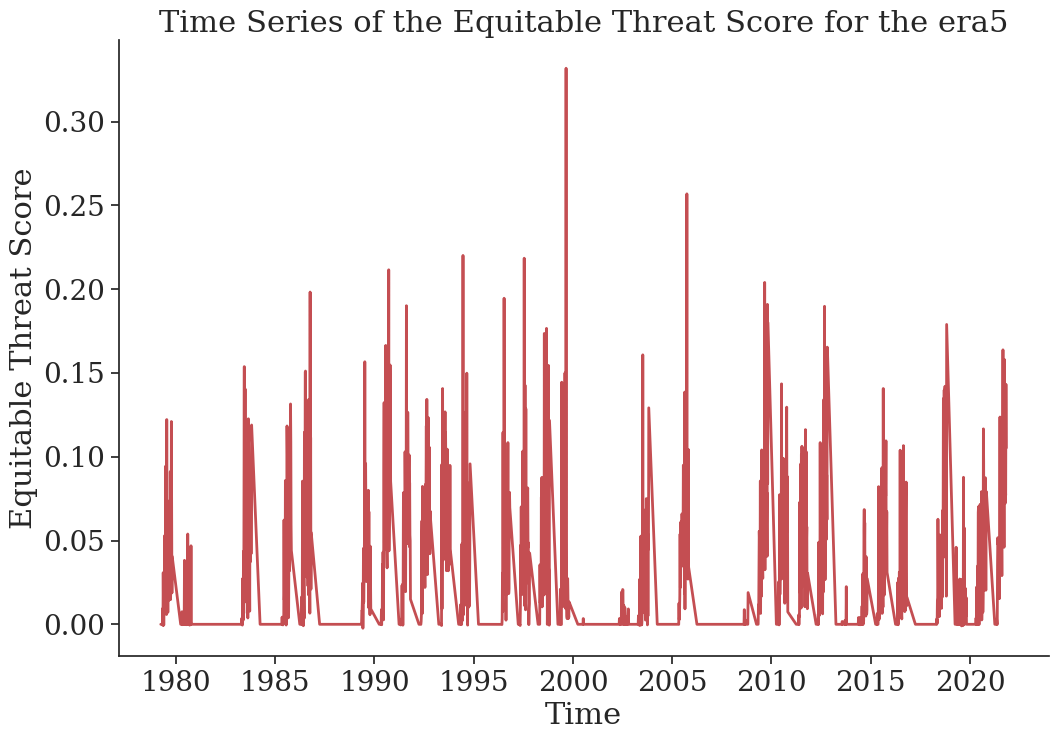 Time Series of the Equitable Threat Score for the era5
Equitable Threat Score
0.30
0.25
0.20
0.15
0.10
0.05
0.00
1980 1985 1990 1995 2000 2005 2010 2015 2020
Time